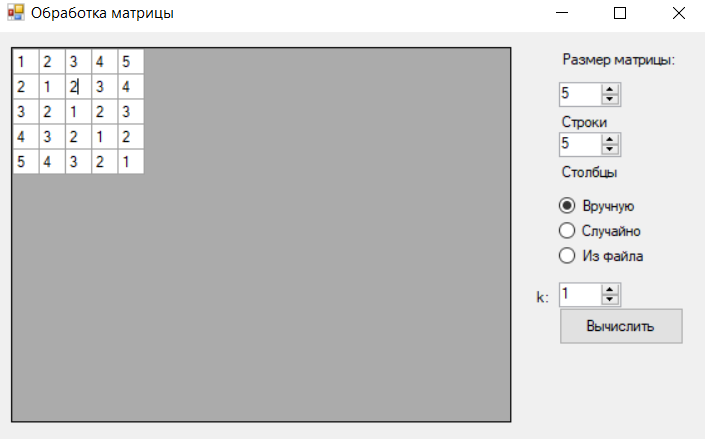 Обработка матрицы
1 2 3 4 5
2 1 2 3 4
3 2 1 2 3
4 3 2 1 2
5 4 3 2 1
Размер матрицы:
5
Строки
5
Столбцы
Вручную
Случайно
Из файла
k: 1
Вычислить